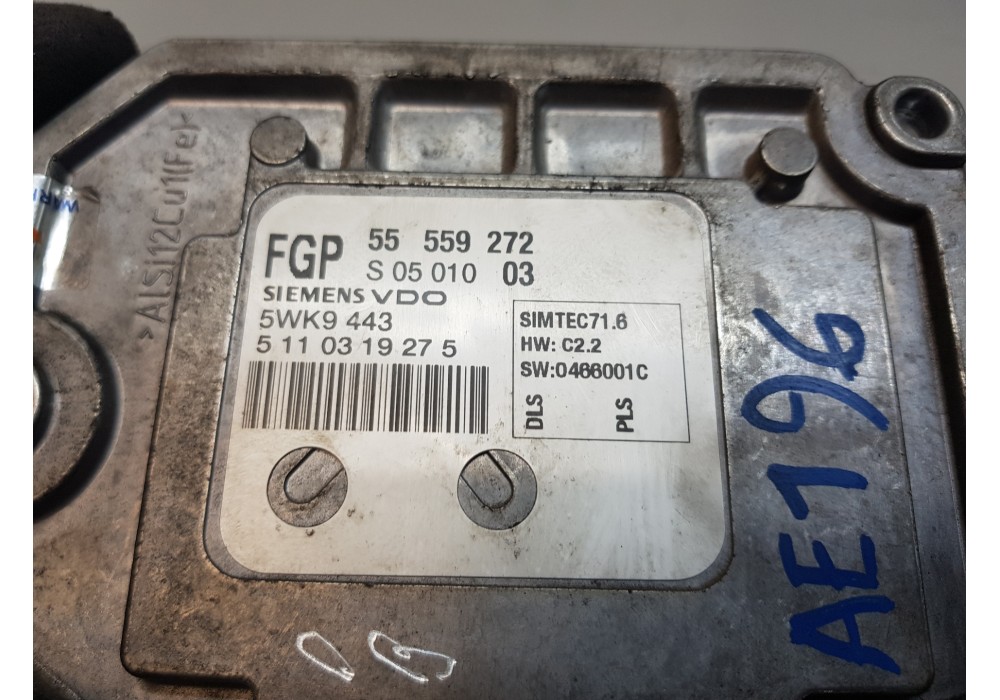 >AlSi12Cu1(Fe)<
FGP 55 559 272
S 05 010 03
SIEMENS VDO
5WK9 443
5 11 03 19 27 5
SIMTEC71.6
HW: C2.2
SW:0466001C
DLS PLS
AE196